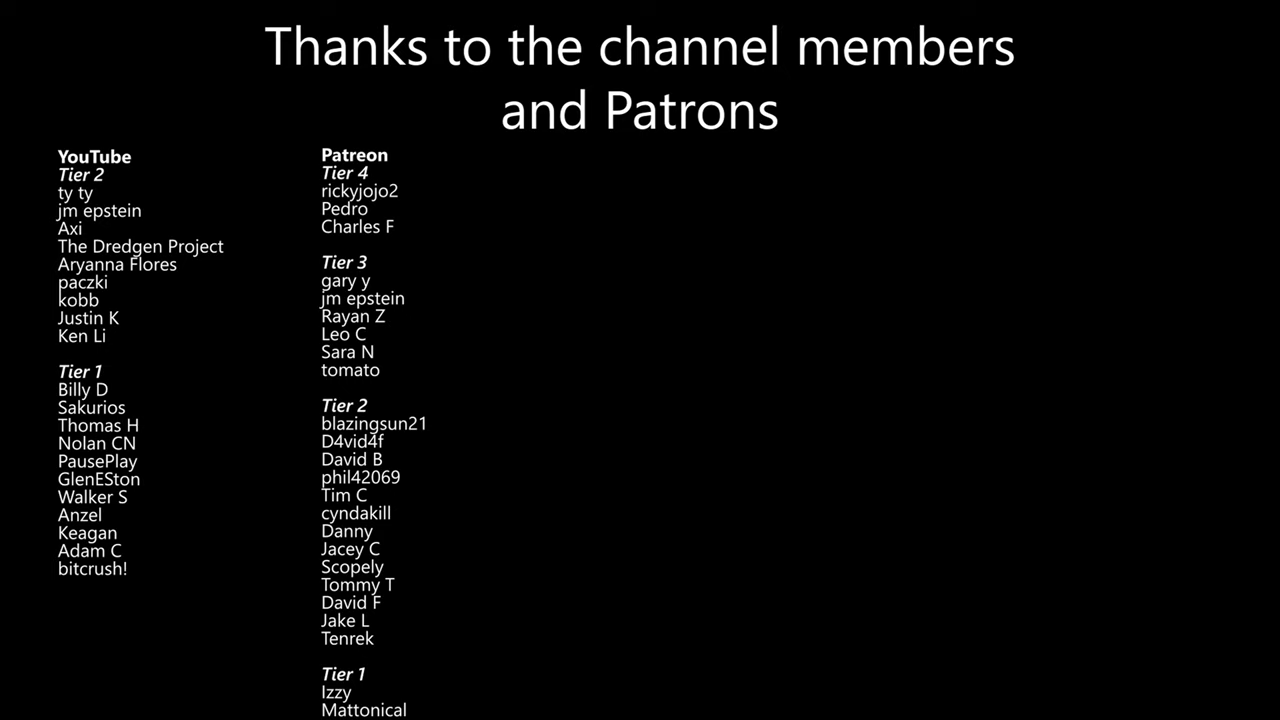 Thanks to the channel members
and Patrons
YouTube
Tier 2
ty ty
jm epstein
Axi
The Dredgen Project
Aryanna Flores
paczki
kobb
Justin K
Ken Li
Tier 1
Billy D
Sakurios
Thomas H
Nolan CN
PausePlay
GlenESton
Walker S
Anzel
Keagan
Adam C
bitcrush!
Patreon
Tier 4
rickyjojo2
Pedro
Charles F
Tier 3
gary y
jm epstein
Rayan Z
Leo C
Sara N
tomato
Tier 2
blazingsun21
D4vid4f
David B
phil42069
Tim C
cyndakill
Danny
Jacey C
Scopely
Tommy T
David F
Jake L
Tenrek
Tier 1
Izzy
Mattonical